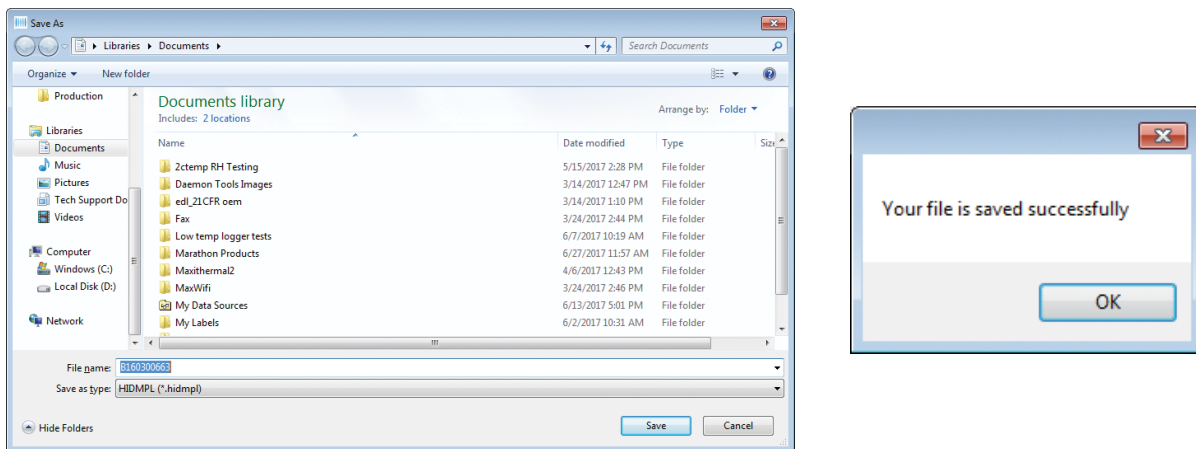 Save As
Libraries ▸ Documents ▸
Search Documents
Organize
New folder
Production
Libraries
Documents
Music
Pictures
Tech Support Do
Videos
Computer
Windows (C:)
Local Disk (D:)
Network
Documents library
Includes: 2 locations
Arrange by: Folder
Name Date modified Type Size
2ctemp RH Testing 5/15/2017 2:28 PM File folder
Daemon Tools Images 3/14/2017 12:47 PM File folder
edl_21CFR oem 3/14/2017 1:10 PM File folder
Fax 3/24/2017 2:44 PM File folder
Low temp logger tests 6/7/2017 10:19 AM File folder
Marathon Products 6/27/2017 11:57 AM File folder
Maxithermal2 4/6/2017 12:43 PM File folder
MaxWifi 3/24/2017 2:46 PM File folder
My Data Sources 6/13/2017 5:01 PM File folder
My Labels 6/2/2017 10:31 AM File folder
File name: 8160300663
Save as type: HIDMPL (*.hidmpl)
Hide Folders
Save
Cancel
Your file is saved successfully
OK